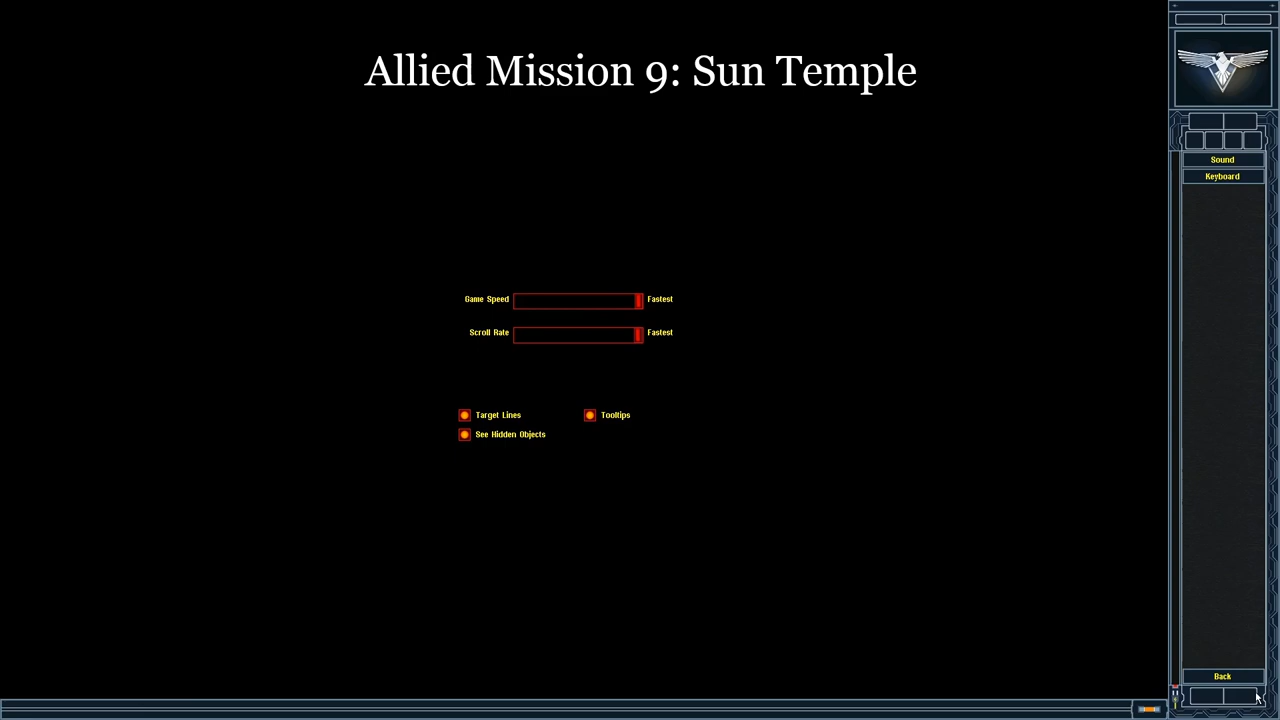 Allied Mission 9: Sun Temple
Sound
Keyboard
Game Speed Fastest
Scroll Rate Fastest
Target Lines Tooltips
See Hidden Objects
Back